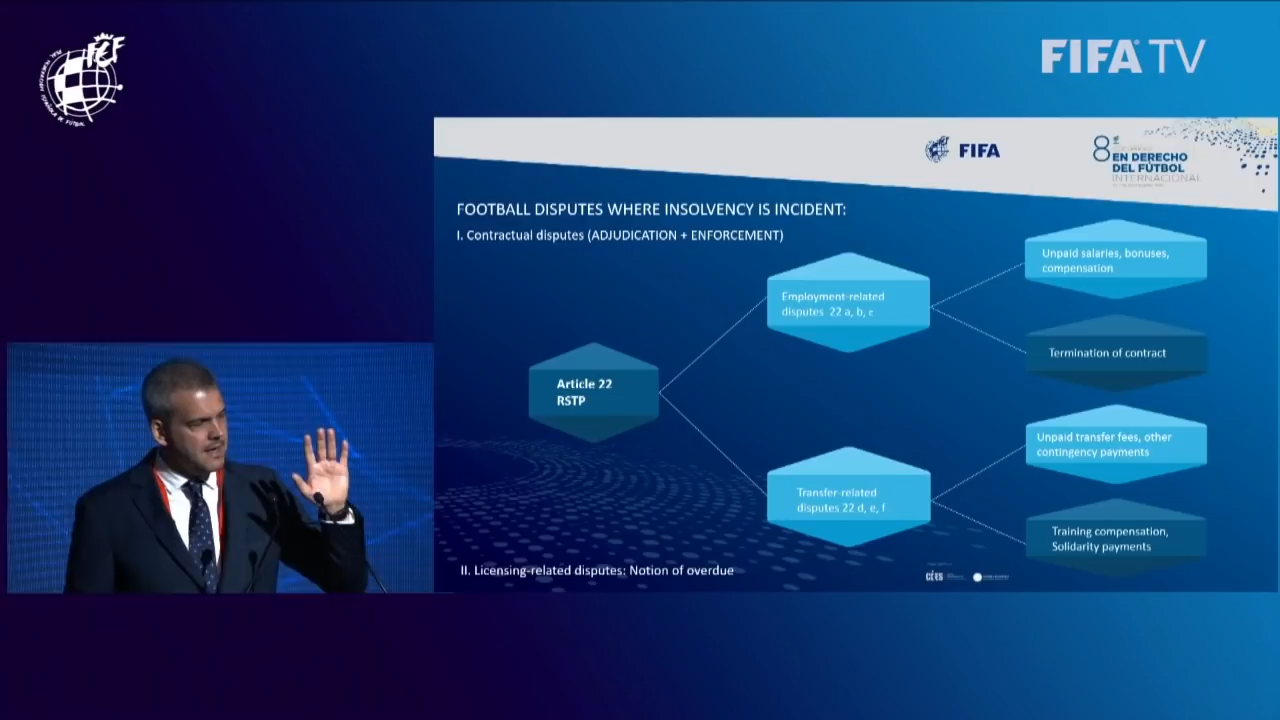 FIFA TV
FIFA
8
EN DERECHO
DEL FÚTBOL
INTERNACIONAL
FOOTBALL DISPUTES WHERE INSOLVENCY IS INCIDENT:
I. Contractual disputes (ADJUDICATION + ENFORCEMENT)
Article 22
RSTP
Employment-related
disputes 22 a, b, c
Unpaid salaries, bonuses,
compensation
Termination of contract
Transfer-related
disputes 22 d, e, f
Unpaid transfer fees, other
contingency payments
Training compensation,
Solidarity payments
II. Licensing-related disputes: Notion of overdue